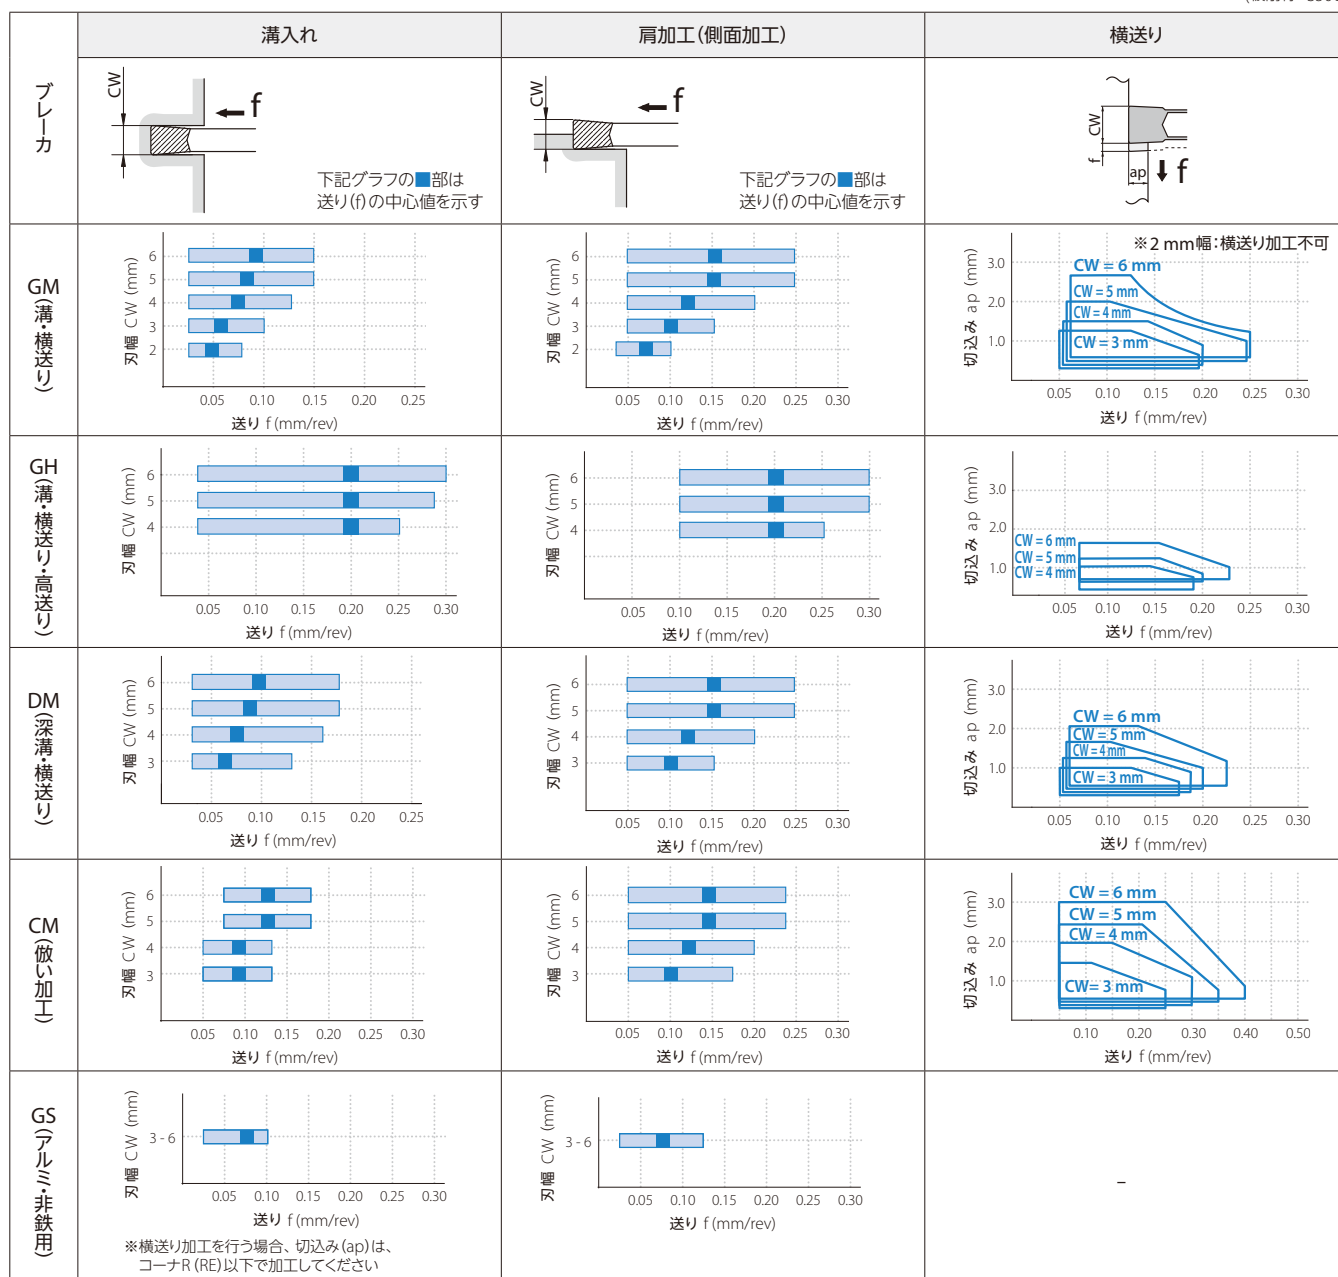 ブレーカ
溝入れ
肩加工(側面加工)
横送り
CW
f
下記グラフの■部は
送り(f)の中心値を示す
CW
f
下記グラフの■部は
送り(f)の中心値を示す
CW
f
ap
f
GM
(溝・横送り)
刃幅 CW (mm)
6
5
4
3
2
0.05 0.10 0.15 0.20 0.25
送り f (mm/rev)
刃幅 CW (mm)
6
5
4
3
2
0.05 0.10 0.15 0.20 0.25 0.30
送り f (mm/rev)
※2 mm幅：横送り加工不可
切込み ap (mm)
3.0
2.0
1.0
CW = 6 mm
CW = 5 mm
CW = 4 mm
CW = 3 mm
0.05 0.10 0.15 0.20 0.25 0.30
送り f (mm/rev)
GH
(溝・横送り・高送り)
刃幅 CW (mm)
6
5
4
0.05 0.10 0.15 0.20 0.25 0.30
送り f (mm/rev)
刃幅 CW (mm)
6
5
4
0.10 0.15 0.20 0.25 0.30
送り f (mm/rev)
切込み ap (mm)
3.0
2.0
1.0
CW = 6 mm
CW = 5 mm
CW = 4 mm
0.05 0.10 0.15 0.20 0.25 0.30
送り f (mm/rev)
DM
(深溝・横送り)
刃幅 CW (mm)
6
5
4
3
0.05 0.10 0.15 0.20 0.25
送り f (mm/rev)
刃幅 CW (mm)
6
5
4
3
0.05 0.10 0.15 0.20 0.25 0.30
送り f (mm/rev)
切込み ap (mm)
3.0
2.0
1.0
CW = 6 mm
CW = 5 mm
CW = 4 mm
CW = 3 mm
0.05 0.10 0.15 0.20 0.25 0.30
送り f (mm/rev)
CM
(倣い加工)
刃幅 CW (mm)
6
5
4
3
0.05 0.10 0.15 0.20 0.25 0.30
送り f (mm/rev)
刃幅 CW (mm)
6
5
4
3
0.05 0.10 0.15 0.20 0.25 0.30
送り f (mm/rev)
切込み ap (mm)
3.0
2.0
1.0
CW = 6 mm
CW = 5 mm
CW = 4 mm
CW= 3 mm
0.10 0.20 0.30 0.40 0.50
送り f (mm/rev)
GS
(アルミ・非鉄用)
刃幅 CW (mm)
3 - 6
0.05 0.10 0.15 0.20 0.25 0.30
送り f (mm/rev)
※横送り加工を行う場合、切込み(ap)は、
コーナR (RE)以下で加工してください
刃幅 CW (mm)
3 - 6
0.05 0.10 0.15 0.20 0.25 0.30
送り f (mm/rev)
–